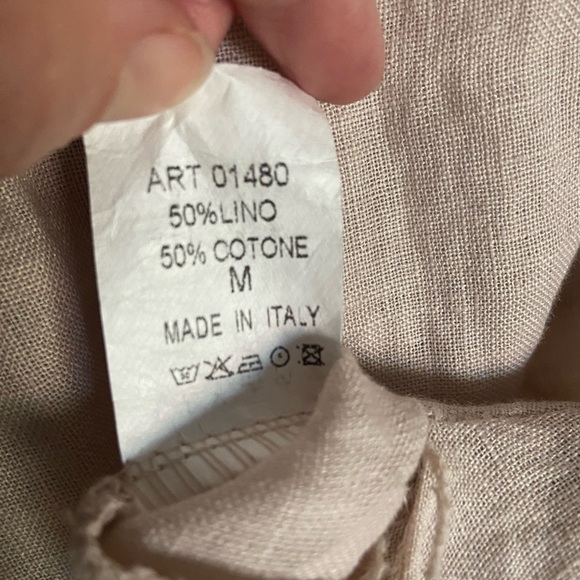 ART 01480
50%LINO
50% COTONE
M
MADE IN ITALY